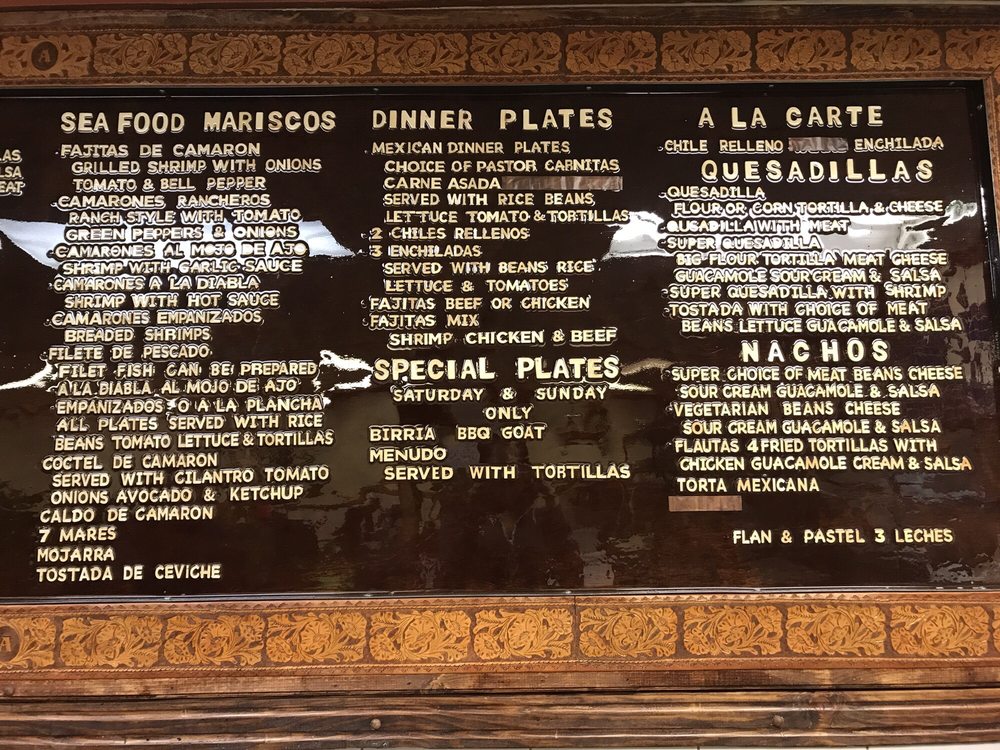 LAS
LSA
EAT
SEA FOOD MARISCOS
FAJITAS DE CAMARON
GRILLED SHRIMP WITH ONIONS
TOMATO & BELL PEPPER
CAMARONES RANCHEROS
RANCH STYLE WITH TOMATO
GREEN PEPPERS & ONIONS
CAMARONES AL MOJO DE AJO
SHRIMP WITH GARLIC SAUCE
CAMARONES A LA DIABLA
SHRIMP WITH HOT SAUCE
CAMARONES EMPANIZADOS
BREADED SHRIMPS
FILETE DE PESCADO
FILET FISH CAN BE PREPARED
A LA DIABLA AL MOJO DE AJO
EMPANIZADOS O A LA PLANCHA
ALL PLATES SERVED WITH RICE
BEANS TOMATO LETTUCE & TORTILLAS
COCTEL DE CAMARON
SERVED WITH CILANTRO TOMATO
ONIONS AVOCADO & KETCHUP
CALDO DE CAMARON
7 MARES
MOJARRA
TOSTADA DE CEVICHE
DINNER PLATES
MEXICAN DINNER PLATES
CHOICE OF PASTOR CARNITAS
CARNE ASADA
SERVED WITH RICE BEANS
LETTUCE TOMATO & TORTILLAS
2 CHILES RELLENOS
3 ENCHILADAS
SERVED WITH BEANS RICE
LETTUCE & TOMATOES
FAJITAS BEEF OR CHICKEN
FAJITAS MIX
SHRIMP CHICKEN & BEEF
SPECIAL PLATES
SATURDAY & SUNDAY
ONLY
BIRRIA BBQ GOAT
MENUDO
SERVED WITH TORTILLAS
A LA CARTE
CHILE RELLENO ENCHILADA
QUESADILLAS
QUESADILLA
FLOUR OR CORN TORTILLA & CHEESE
QUSADILLA WITH MEAT
SUPER QUESADILLA
BIG FLOUR TORTILLA MEAT CHEESE
GUACAMOLE SOUR CREAM & SALSA
SUPER QUESADILLA WITH SHRIMP
TOSTADA WITH CHOICE OF MEAT
BEANS LETTUCE GUACAMOLE & SALSA
NACHOS
SUPER CHOICE OF MEAT BEANS CHEESE
SOUR CREAM GUACAMOLE & SALSA
VEGETARIAN BEANS CHEESE
SOUR CREAM GUACAMOLE & SALSA
FLAUTAS 4 FRIED TORTILLAS WITH
CHICKEN GUACAMOLE CREAM & SALSA
TORTA MEXICANA
FLAN & PASTEL 3 LECHES